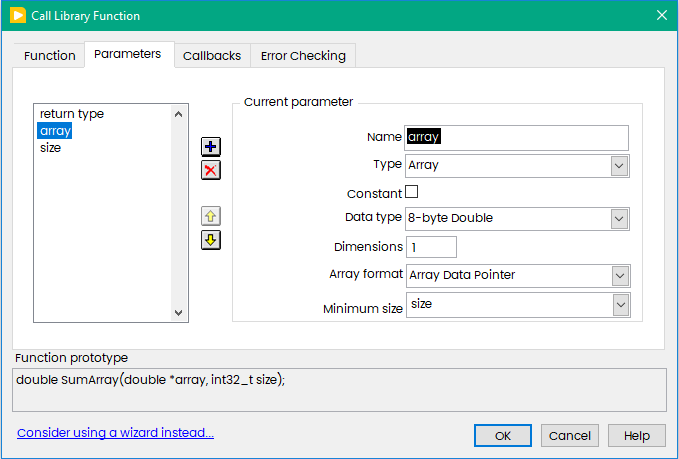 Call Library Function
Function Parameters Callbacks Error Checking
return type
array
size
Current parameter
Name array
Type Array
Constant
Data type 8-byte Double
Dimensions 1
Array format Array Data Pointer
Minimum size size
Function prototype
double SumArray(double *array, int32_t size);
Consider using a wizard instead...
OK Cancel Help